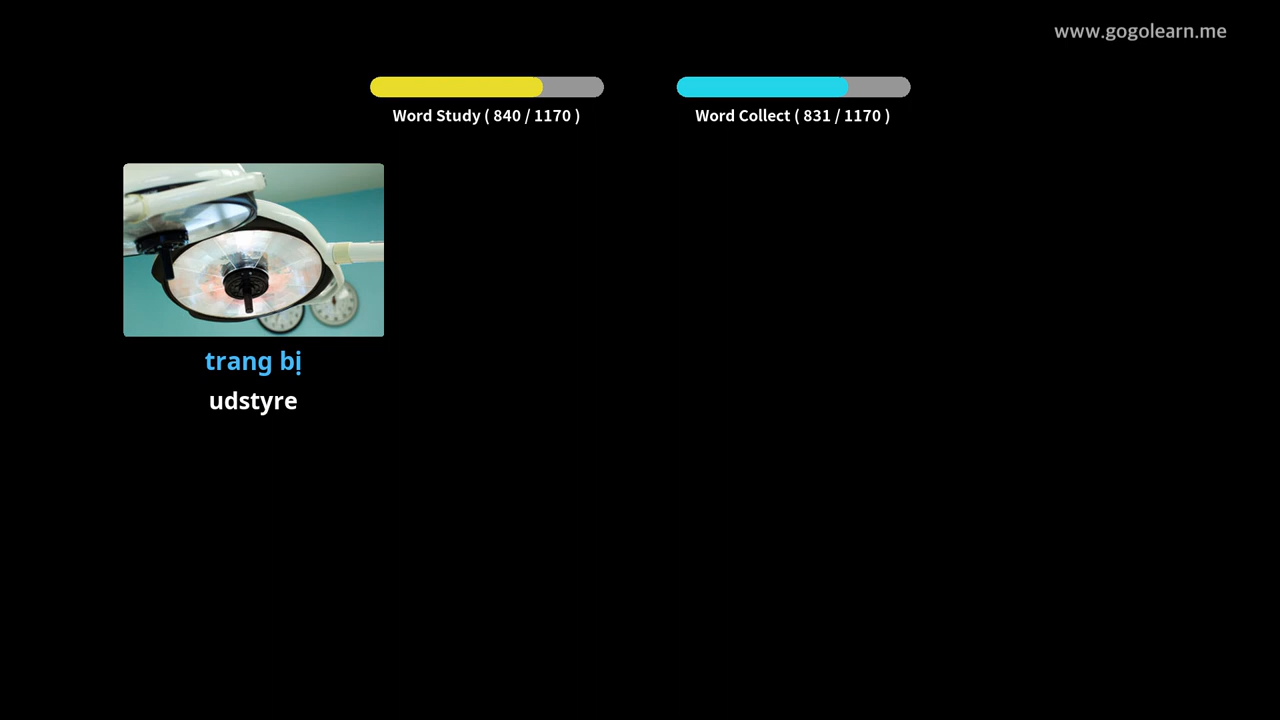 www.gogolearn.me
Word Study ( 840 / 1170 )
Word Collect ( 831 / 1170 )
trang bị
udstyre